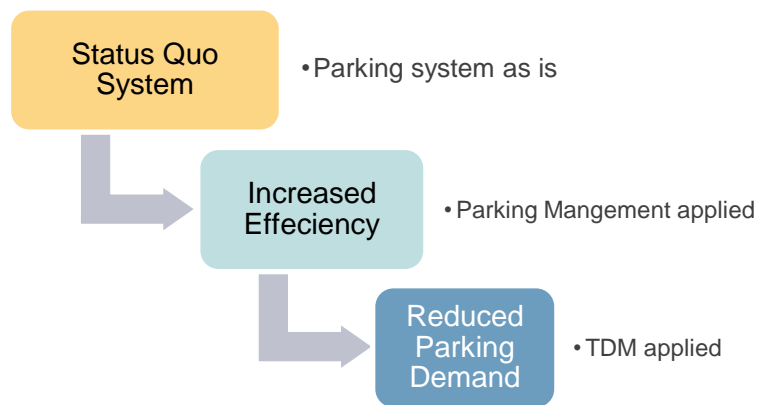 Status Quo
System
• Parking system as is
Increased
Effeciency
• Parking Mangement applied
Reduced
Parking
Demand
• TDM applied